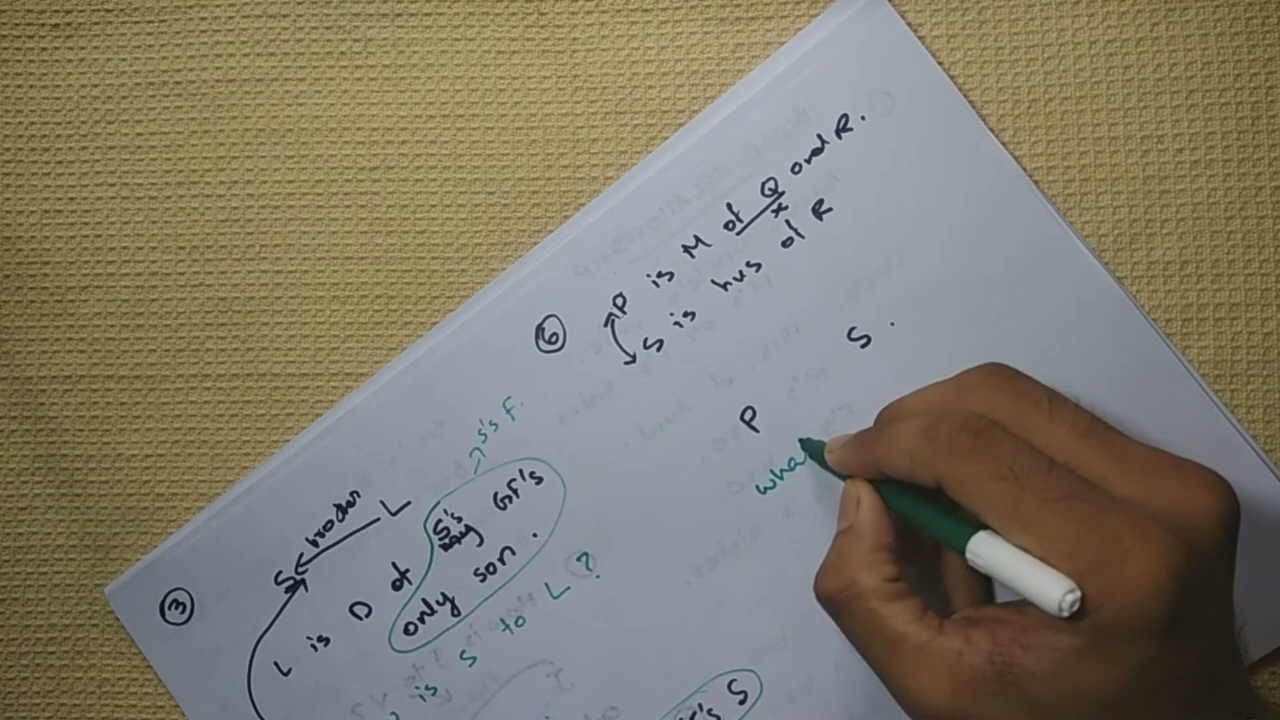 ⑥ P is M of Q and R.
x
S is hus of R
P S.
wha
→ S's F.
③ S brother L
L is D of S's GF's
only son.
is S to L ?
's S